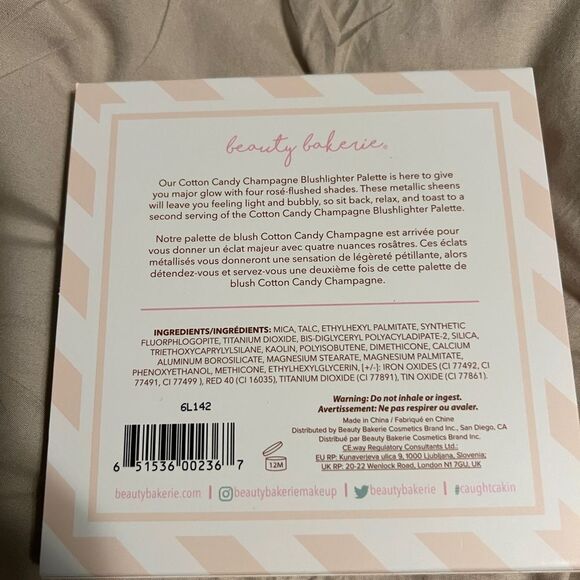 beauty bakerie®
Our Cotton Candy Champagne Blushlighter Palette is here to give
you major glow with four rosé-flushed shades. These metallic sheens
will leave you feeling light and bubbly, so sit back, relax, and toast to a
second serving of the Cotton Candy Champagne Blushlighter Palette.
Notre palette de blush Cotton Candy Champagne est arrivée pour
vous donner un éclat majeur avec quatre nuances rosâtres. Ces éclats
métallisés vous donneront une sensation de légèreté pétillante, alors
détendez-vous et servez-vous une deuxième fois de cette palette de
blush Cotton Candy Champagne.
INGREDIENTS/INGRÉDIENTS: MICA, TALC, ETHYLHEXYL PALMITATE, SYNTHETIC
FLUORPHLOGOPITE, TITANIUM DIOXIDE, BIS-DIGLYCERYL POLYACYLADIPATE-2, SILICA,
TRIETHOXYCAPRYLYLSILANE, KAOLIN, POLYISOBUTENE, DIMETHICONE, CALCIUM
ALUMINUM BOROSILICATE, MAGNESIUM STEARATE, MAGNESIUM PALMITATE,
PHENOXYETHANOL, METHICONE, ETHYLHEXYLGLYCERIN, [+/-]: IRON OXIDES (CI 77492, CI
77491, CI 77499 ), RED 40 (CI 16035), TITANIUM DIOXIDE (CI 77891), TIN OXIDE (CI 77861).
6L142
Warning: Do not inhale or ingest.
Avertissement: Ne pas respirer ou avaler.
Made in China / Fabriqué en Chine
Distributed by Beauty Bakerie Cosmetics Brand Inc., San Diego, CA
Distribué par Beauty Bakerie Cosmetics Brand Inc.
CE.way Regulatory Consultants Ltd.:
EU RP: Kunaverjeva ulica 9, 1000 Ljubljana, Slovenia;
UK RP: 20-22 Wenlock Road, London N17GU, UK
12M
6 51536 00236 7
beautybakerie.com | @beautybakeriemakeup | @beautybakerie | #caughtcakin